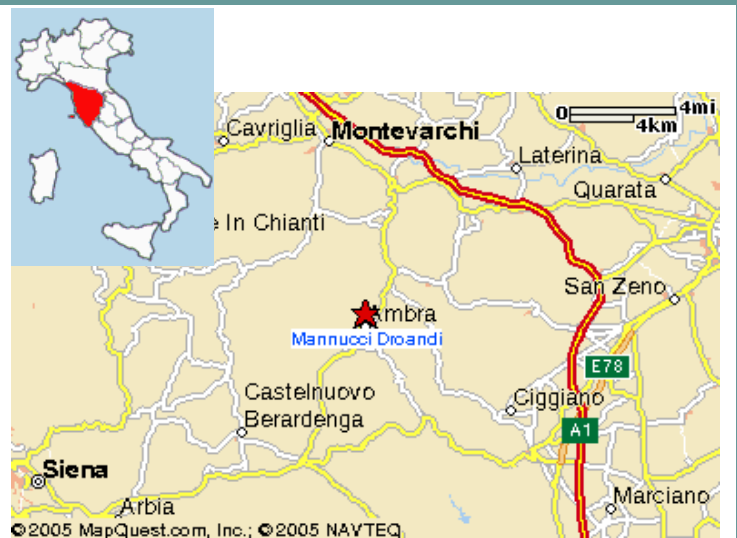 0 4mi
4km
Cavriglia Montevarchi
Laterina
Quarata
e In Chianti
San Zeno
Ambra
Mannucci Droandi
E78
Castelnuovo
Berardenga
Ciggiano
A1
Siena
Marciano
Arbia
©2005 MapQuest.com, Inc.; ©2005 NAVTEQ